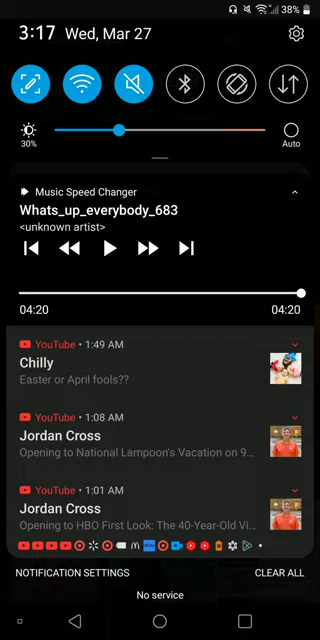 38%
3:17 Wed, Mar 27
30%
Auto
Music Speed Changer
Whats_up_everybody_683
<unknown artist>
04:20
04:20
YouTube • 1:49 AM
Chilly
Easter or April fools??
YouTube • 1:08 AM
Jordan Cross
Opening to National Lampoon's Vacation on 9...
YouTube • 1:01 AM
Jordan Cross
Opening to HBO First Look: The 40-Year-Old Vi...
NOTIFICATION SETTINGS
CLEAR ALL
No service